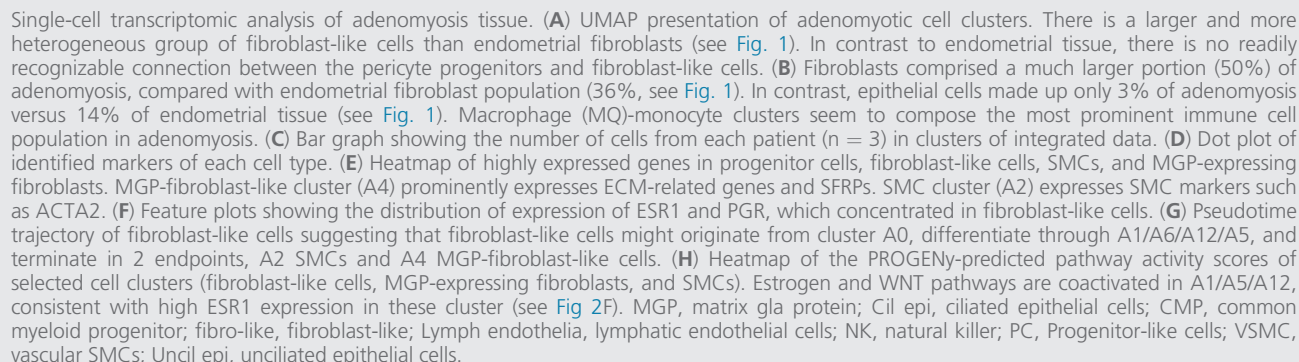 Single-cell transcriptomic analysis of adenomyosis tissue. (A) UMAP presentation of adenomyotic cell clusters. There is a larger and more
heterogeneous group of fibroblast-like cells than endometrial fibroblasts (see Fig. 1). In contrast to endometrial tissue, there is no readily
recognizable connection between the pericyte progenitors and fibroblast-like cells. (B) Fibroblasts comprised a much larger portion (50%) of
adenomyosis, compared with endometrial fibroblast population (36%, see Fig. 1). In contrast, epithelial cells made up only 3% of adenomyosis
versus 14% of endometrial tissue (see Fig. 1). Macrophage (MQ)-monocyte clusters seem to compose the most prominent immune cell
population in adenomyosis. (C) Bar graph showing the number of cells from each patient (n = 3) in clusters of integrated data. (D) Dot plot of
identified markers of each cell type. (E) Heatmap of highly expressed genes in progenitor cells, fibroblast-like cells, SMCs, and MGP-expressing
fibroblasts. MGP-fibroblast-like cluster (A4) prominently expresses ECM-related genes and SFRPs. SMC cluster (A2) expresses SMC markers such
as ACTA2. (F) Feature plots showing the distribution of expression of ESR1 and PGR, which concentrated in fibroblast-like cells. (G) Pseudotime
trajectory of fibroblast-like cells suggesting that fibroblast-like cells might originate from cluster A0, differentiate through A1/A6/A12/A5, and
terminate in 2 endpoints, A2 SMCs and A4 MGP-fibroblast-like cells. (H) Heatmap of the PROGENy-predicted pathway activity scores of
selected cell clusters (fibroblast-like cells, MGP-expressing fibroblasts, and SMCs). Estrogen and WNT pathways are coactivated in A1/A5/A12,
consistent with high ESR1 expression in these cluster (see Fig 2F). MGP, matrix gla protein; Cil epi, ciliated epithelial cells; CMP, common
myeloid progenitor; fibro-like, fibroblast-like; Lymph endothelia, lymphatic endothelial cells; NK, natural killer; PC, Progenitor-like cells; VSMC,
vascular SMCs; Uncil epi, unciliated epithelial cells.